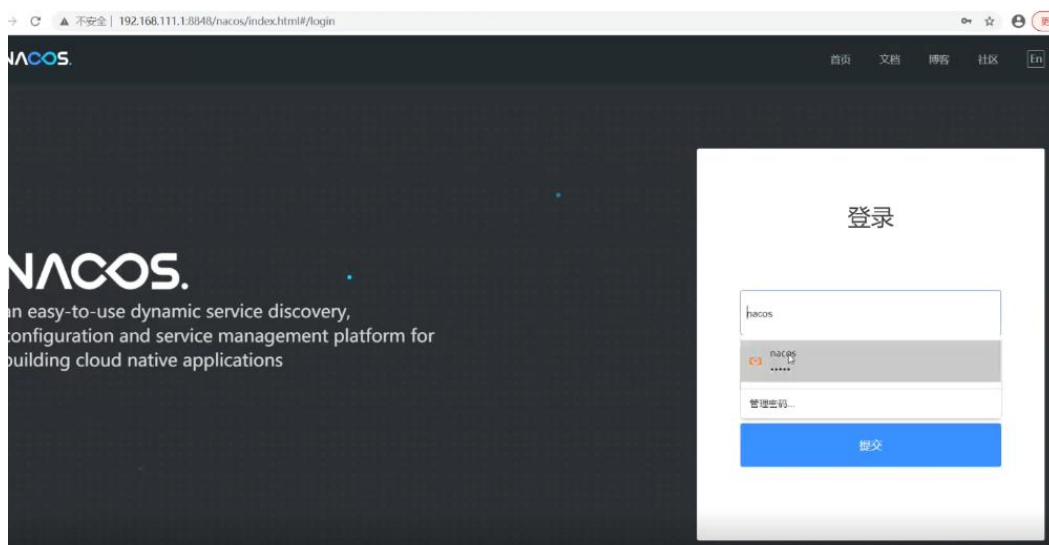 不安全 | 192.168.111.1:8848/nacos/index.html#/login
NACOS.
首页 文档 博客 社区 En
登录
NACOS.
an easy-to-use dynamic service discovery,
configuration and service management platform for
building cloud native applications
nacos
nacos
•••••
管理密码...
提交